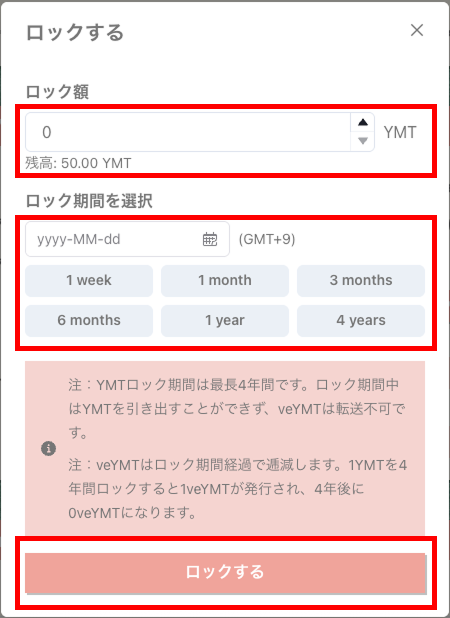 ロックする
ロック額
0 YMT
残高: 50.00 YMT
ロック期間を選択
yyyy-MM-dd (GMT+9)
1 week 1 month 3 months
6 months 1 year 4 years
注：YMTロック期間は最長4年間です。ロック期間中
はYMTを引き出すことができず、veYMTは転送不可で
す。
注：veYMTはロック期間経過で逓減します。1YMTを4
年間ロックすると1veYMTが発行され、4年後に
0veYMTになります。
ロックする